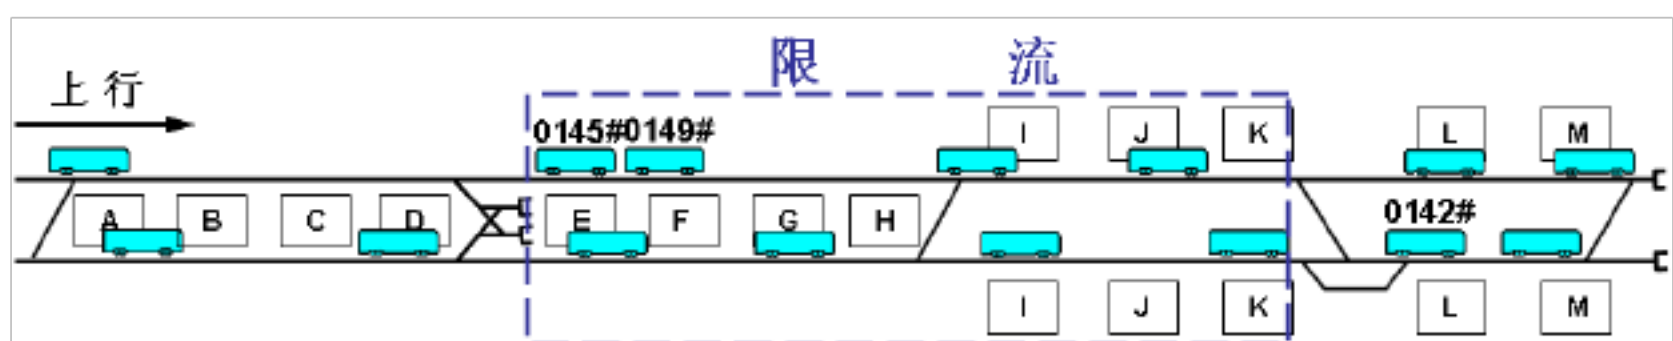 限 流
上行
0145# 0149#
I J K L M
A B C D E F G H
0142#
I J K L M